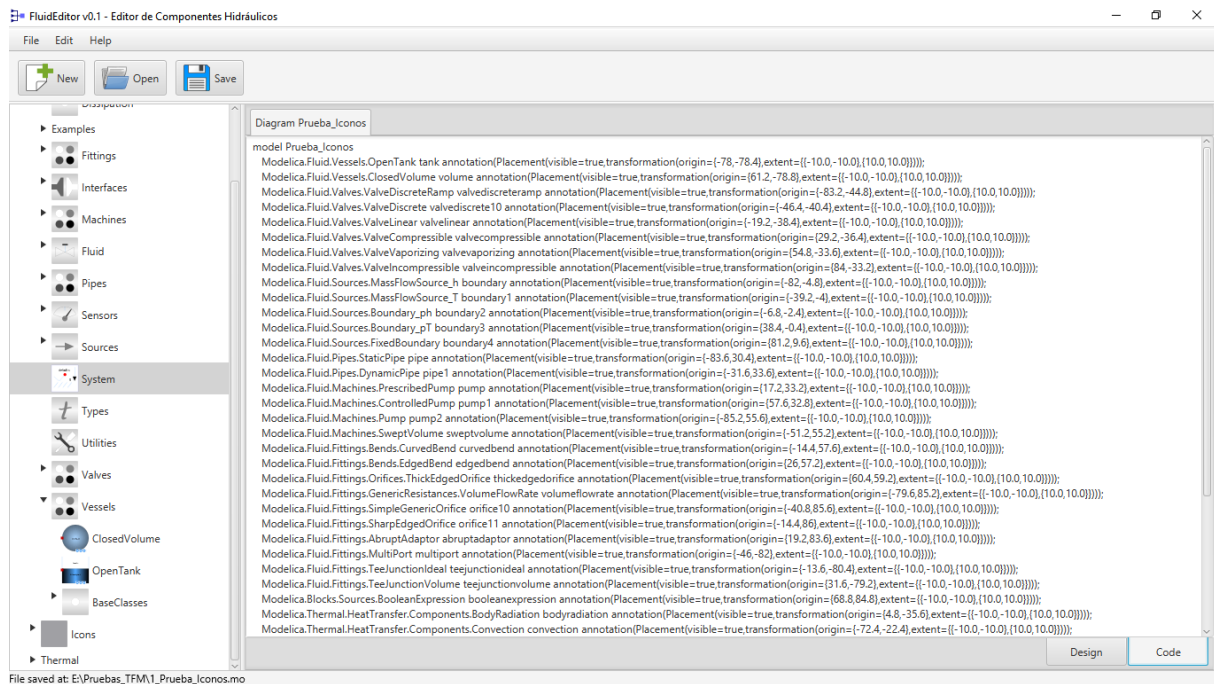 FluidEditor v0.1 - Editor de Componentes Hidráulicos
File Edit Help
New Open Save
Dissipation
Examples
Fittings
Interfaces
Machines
Fluid
Pipes
Sensors
Sources
System
Types
Utilities
Valves
Vessels
ClosedVolume
OpenTank
BaseClasses
Icons
Thermal
Diagram Prueba_Iconos
model Prueba_Iconos
Modelica.Fluid.Vessels.OpenTank tank annotation(Placement(visible=true,transformation(origin={-78,-78.4},extent={{-10.0,-10.0},{10.0,10.0}})));
Modelica.Fluid.Vessels.ClosedVolume volume annotation(Placement(visible=true,transformation(origin={61.2,-78.8},extent={{-10.0,-10.0},{10.0,10.0}})));
Modelica.Fluid.Valves.ValveDiscreteRamp valvediscreteramp annotation(Placement(visible=true,transformation(origin={-83.2,-44.8},extent={{-10.0,-10.0},{10.0,10.0}})));
Modelica.Fluid.Valves.ValveDiscrete valvediscrete10 annotation(Placement(visible=true,transformation(origin={-46.4,-40.4},extent={{-10.0,-10.0},{10.0,10.0}})));
Modelica.Fluid.Valves.ValveLinear valvelinear annotation(Placement(visible=true,transformation(origin={-19.2,-38.4},extent={{-10.0,-10.0},{10.0,10.0}})));
Modelica.Fluid.Valves.ValveCompressible valvecompressible annotation(Placement(visible=true,transformation(origin={29.2,-36.4},extent={{-10.0,-10.0},{10.0,10.0}})));
Modelica.Fluid.Valves.ValveVaporizing valvevaporizing annotation(Placement(visible=true,transformation(origin={54.8,-33.6},extent={{-10.0,-10.0},{10.0,10.0}})));
Modelica.Fluid.Valves.ValveIncompressible valveincompressible annotation(Placement(visible=true,transformation(origin={84,-33.2},extent={{-10.0,-10.0},{10.0,10.0}})));
Modelica.Fluid.Sources.MassFlowSource_h boundary annotation(Placement(visible=true,transformation(origin={-82,-4.8},extent={{-10.0,-10.0},{10.0,10.0}})));
Modelica.Fluid.Sources.MassFlowSource_T boundary1 annotation(Placement(visible=true,transformation(origin={-39.2,-4},extent={{-10.0,-10.0},{10.0,10.0}})));
Modelica.Fluid.Sources.Boundary_ph boundary2 annotation(Placement(visible=true,transformation(origin={-6.8,-2.4},extent={{-10.0,-10.0},{10.0,10.0}})));
Modelica.Fluid.Sources.Boundary_pT boundary3 annotation(Placement(visible=true,transformation(origin={38.4,-0.4},extent={{-10.0,-10.0},{10.0,10.0}})));
Modelica.Fluid.Sources.FixedBoundary boundary4 annotation(Placement(visible=true,transformation(origin={81.2,9.6},extent={{-10.0,-10.0},{10.0,10.0}})));
Modelica.Fluid.Pipes.StaticPipe pipe annotation(Placement(visible=true,transformation(origin={-83.6,30.4},extent={{-10.0,-10.0},{10.0,10.0}})));
Modelica.Fluid.Pipes.DynamicPipe pipe1 annotation(Placement(visible=true,transformation(origin={-31.6,33.6},extent={{-10.0,-10.0},{10.0,10.0}})));
Modelica.Fluid.Machines.PrescribedPump pump annotation(Placement(visible=true,transformation(origin={17.2,33.2},extent={{-10.0,-10.0},{10.0,10.0}})));
Modelica.Fluid.Machines.ControlledPump pump1 annotation(Placement(visible=true,transformation(origin={57.6,32.8},extent={{-10.0,-10.0},{10.0,10.0}})));
Modelica.Fluid.Machines.Pump pump2 annotation(Placement(visible=true,transformation(origin={-85.2,55.6},extent={{-10.0,-10.0},{10.0,10.0}})));
Modelica.Fluid.Machines.SweptVolume sweptvolume annotation(Placement(visible=true,transformation(origin={-51.2,55.2},extent={{-10.0,-10.0},{10.0,10.0}})));
Modelica.Fluid.Fittings.Bends.CurvedBend curvedbend annotation(Placement(visible=true,transformation(origin={-14.4,57.6},extent={{-10.0,-10.0},{10.0,10.0}})));
Modelica.Fluid.Fittings.Bends.EdgedBend edgedbend annotation(Placement(visible=true,transformation(origin={26,57.2},extent={{-10.0,-10.0},{10.0,10.0}})));
Modelica.Fluid.Fittings.Orifices.ThickEdgedOrifice thickedgedorifice annotation(Placement(visible=true,transformation(origin={60.4,59.2},extent={{-10.0,-10.0},{10.0,10.0}})));
Modelica.Fluid.Fittings.GenericResistances.VolumeFlowRate volumeflowrate annotation(Placement(visible=true,transformation(origin={-79.6,85.2},extent={{-10.0,-10.0},{10.0,10.0}})));
Modelica.Fluid.Fittings.SimpleGenericOrifice orifice10 annotation(Placement(visible=true,transformation(origin={-40.8,85.6},extent={{-10.0,-10.0},{10.0,10.0}})));
Modelica.Fluid.Fittings.SharpEdgedOrifice orifice11 annotation(Placement(visible=true,transformation(origin={-14.4,86},extent={{-10.0,-10.0},{10.0,10.0}})));
Modelica.Fluid.Fittings.AbruptAdaptor abruptadaptor annotation(Placement(visible=true,transformation(origin={19.2,83.6},extent={{-10.0,-10.0},{10.0,10.0}})));
Modelica.Fluid.Fittings.MultiPort multiport annotation(Placement(visible=true,transformation(origin={-46,-82},extent={{-10.0,-10.0},{10.0,10.0}})));
Modelica.Fluid.Fittings.TeeJunctionIdeal teejunctionideal annotation(Placement(visible=true,transformation(origin={-13.6,-80.4},extent={{-10.0,-10.0},{10.0,10.0}})));
Modelica.Fluid.Fittings.TeeJunctionVolume teejunctionvolume annotation(Placement(visible=true,transformation(origin={31.6,-79.2},extent={{-10.0,-10.0},{10.0,10.0}})));
Modelica.Blocks.Sources.BooleanExpression booleanexpression annotation(Placement(visible=true,transformation(origin={68.8,84.8},extent={{-10.0,-10.0},{10.0,10.0}})));
Modelica.Thermal.HeatTransfer.Components.BodyRadiation bodyradiation annotation(Placement(visible=true,transformation(origin={4.8,-35.6},extent={{-10.0,-10.0},{10.0,10.0}})));
Modelica.Thermal.HeatTransfer.Components.Convection convection annotation(Placement(visible=true,transformation(origin={-72.4,-22.4},extent={{-10.0,-10.0},{10.0,10.0}})));
Design Code
File saved at: E:\Pruebas_TFM\1_Prueba_Iconos.mo